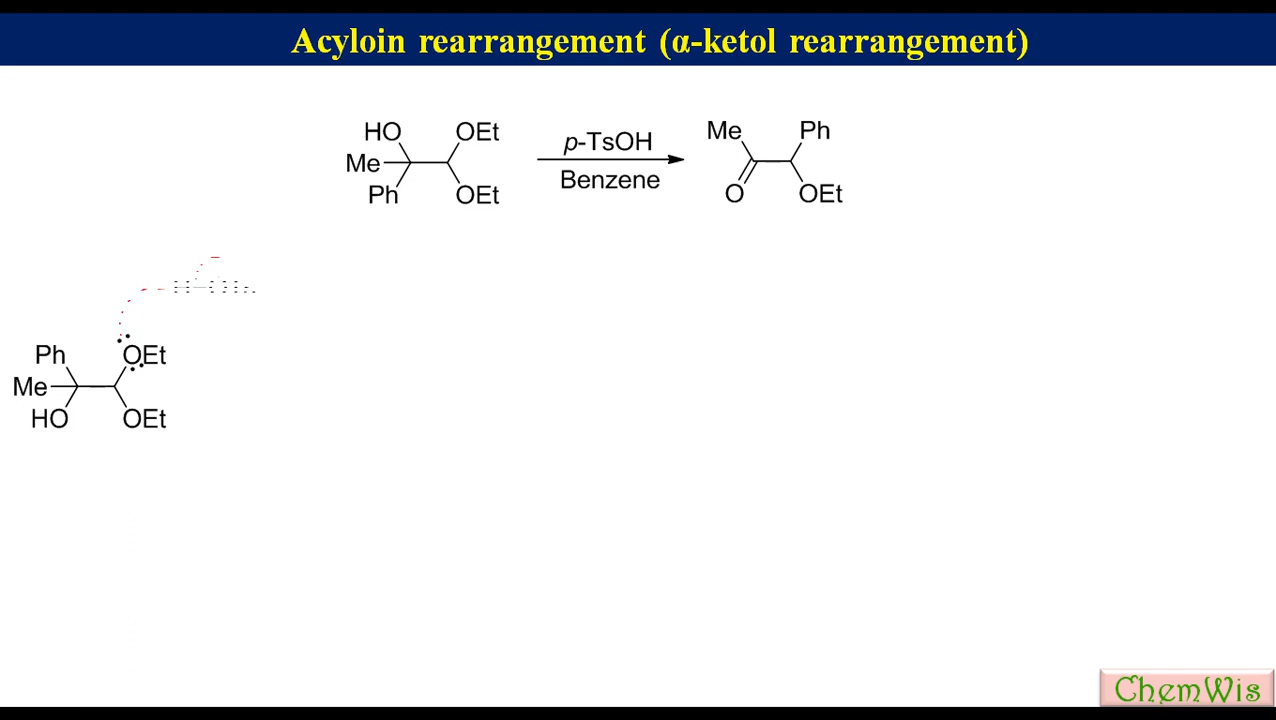 Acyloin rearrangement (α-ketol rearrangement)
HO OEt
Me
Ph OEt
p-TsOH
Benzene
Me Ph
O OEt
Ph OEt
Me
HO OEt
ChemWis